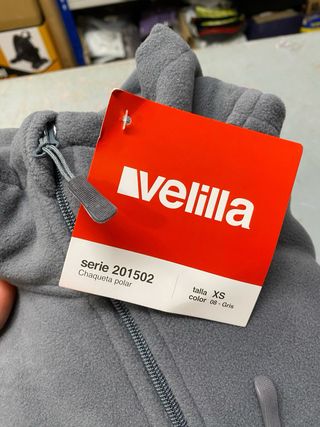 velilla
serie 201502
Chaqueta polar
talla XS
color 08 - Gris